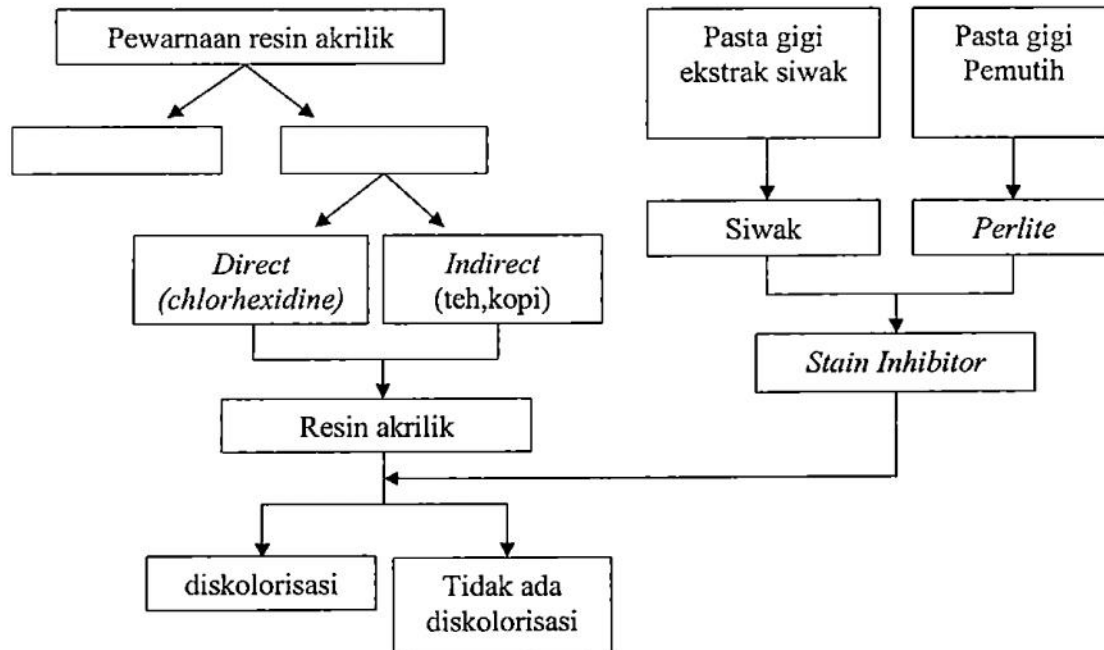 Pewarnaan resin akrilik
Pasta gigi
ekstrak siwak
Pasta gigi
Pemutih
Direct
(chlorhexidine)
Indirect
(teh,kopi)
Siwak
Perlite
Stain Inhibitor
Resin akrilik
diskolorisasi
Tidak ada
diskolorisasi